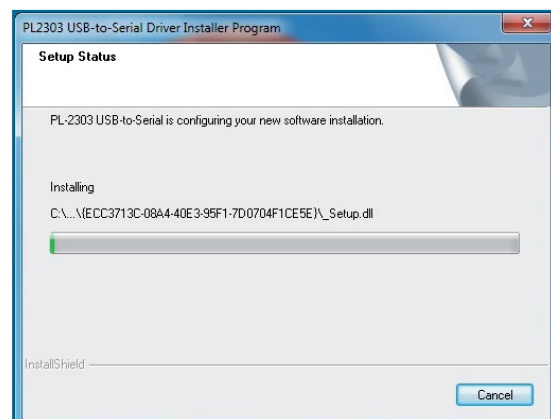 PL2303 USB-to-Serial Driver Installer Program
Setup Status
PL-2303 USB-to-Serial is configuring your new software installation.
Installing
C:\...\{ECC3713C-08A4-40E3-95F1-7D0704F1CE5E}\_Setup.dll
InstallShield
Cancel